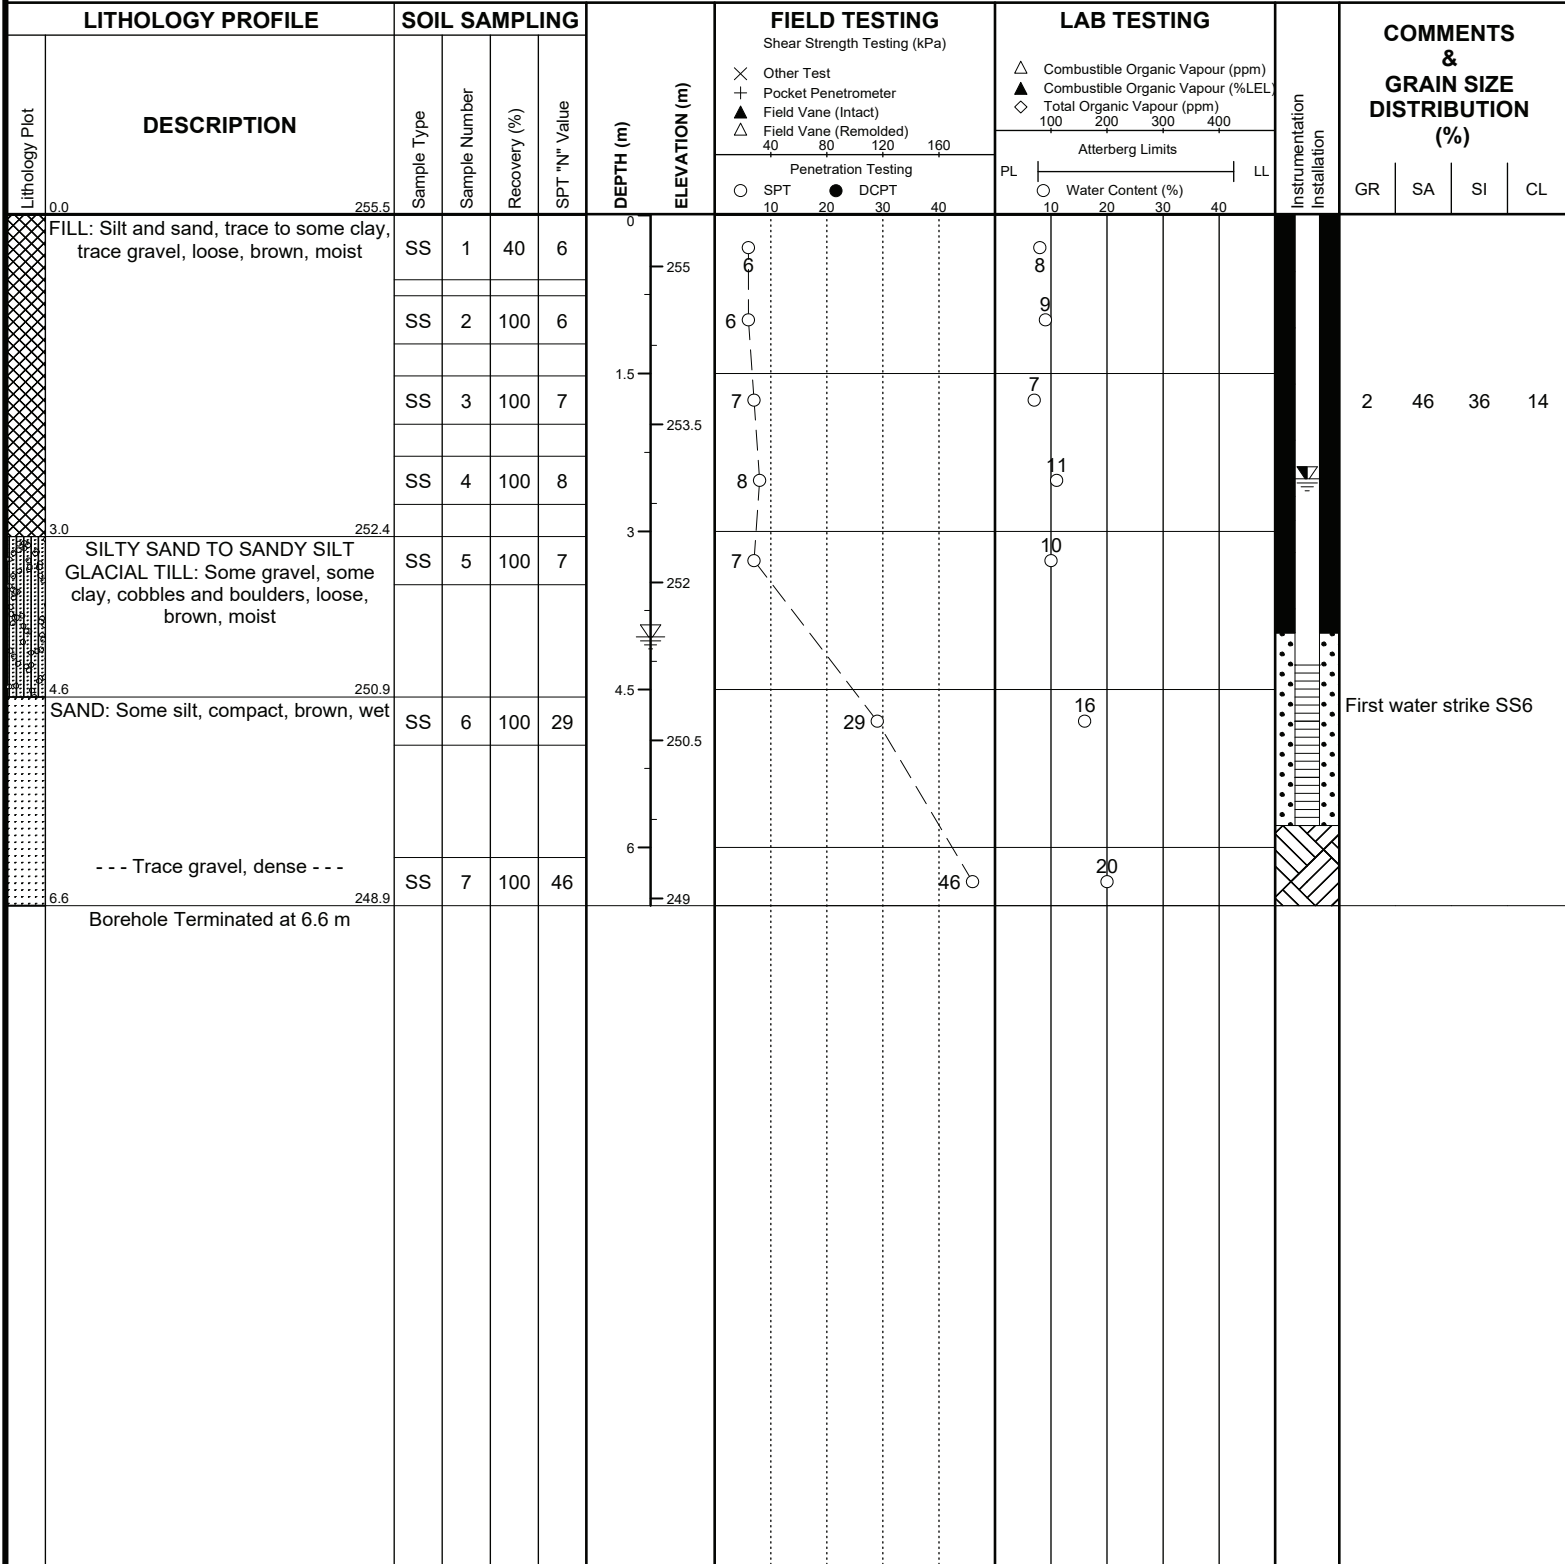 LITHOLOGY PROFILE
SOIL SAMPLING
FIELD TESTING
LAB TESTING
COMMENTS
&
GRAIN SIZE
DISTRIBUTION
(%)
Lithology Plot
DESCRIPTION
Sample Type
Sample Number
Recovery (%)
SPT "N" Value
DEPTH (m)
ELEVATION (m)
Shear Strength Testing (kPa)
Other Test
Pocket Penetrometer
Field Vane (Intact)
Field Vane (Remolded)
40 80 120 160
Penetration Testing
SPT DCPT
10 20 30 40
Combustible Organic Vapour (ppm)
Combustible Organic Vapour (%LEL)
Total Organic Vapour (ppm)
100 200 300 400
Atterberg Limits
PL LL
Water Content (%)
10 20 30 40
Instrumentation
Installation
GR SA SI CL
0.0 255.5
FILL: Silt and sand, trace to some clay,
trace gravel, loose, brown, moist
SS 1 40 6
0
255
6
8
SS 2 100 6
6
9
1.5
SS 3 100 7
7
7
2 46 36 14
253.5
SS 4 100 8
8
11
3.0 252.4
3
SILTY SAND TO SANDY SILT
GLACIAL TILL: Some gravel, some
clay, cobbles and boulders, loose,
brown, moist
SS 5 100 7
7
10
252
4.6 250.9
4.5
SAND: Some silt, compact, brown, wet
SS 6 100 29
29
16
First water strike SS6
250.5
6
- - - Trace gravel, dense - - -
SS 7 100 46
46
20
6.6 248.9
249
Borehole Terminated at 6.6 m